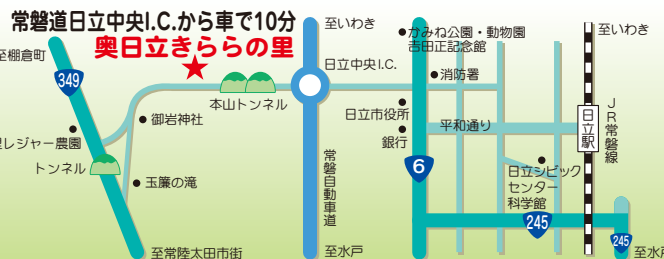 常磐道日立中央I.C.から車で10分
奥日立きららの里
至いわき
かみね公園・動物園
吉田正記念館
至いわき
至棚倉町
349
日立中央I.C.
消防署
本山トンネル
御岩神社
日立市役所
銀行
平和通り
日立駅
JR常磐線
レジャー農園
トンネル
玉簾の滝
常磐自動車道
6
日立シビック
センター
科学館
245
245
至常陸太田市街
至水戸
至水戸